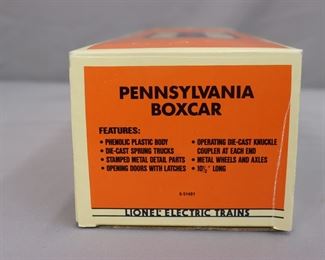 PENNSYLVANIA
BOXCAR
FEATURES:
• PHENOLIC PLASTIC BODY
• DIE-CAST SPRUNG TRUCKS
• STAMPED METAL DETAIL PARTS
• OPENING DOORS WITH LATCHES
• OPERATING DIE-CAST KNUCKLE
COUPLER AT EACH END
• METAL WHEELS AND AXLES
• 10½" LONG
LIONEL ELECTRIC TRAINS